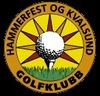 HAMMERFEST OG KVALSUND
GOLFKLUBB